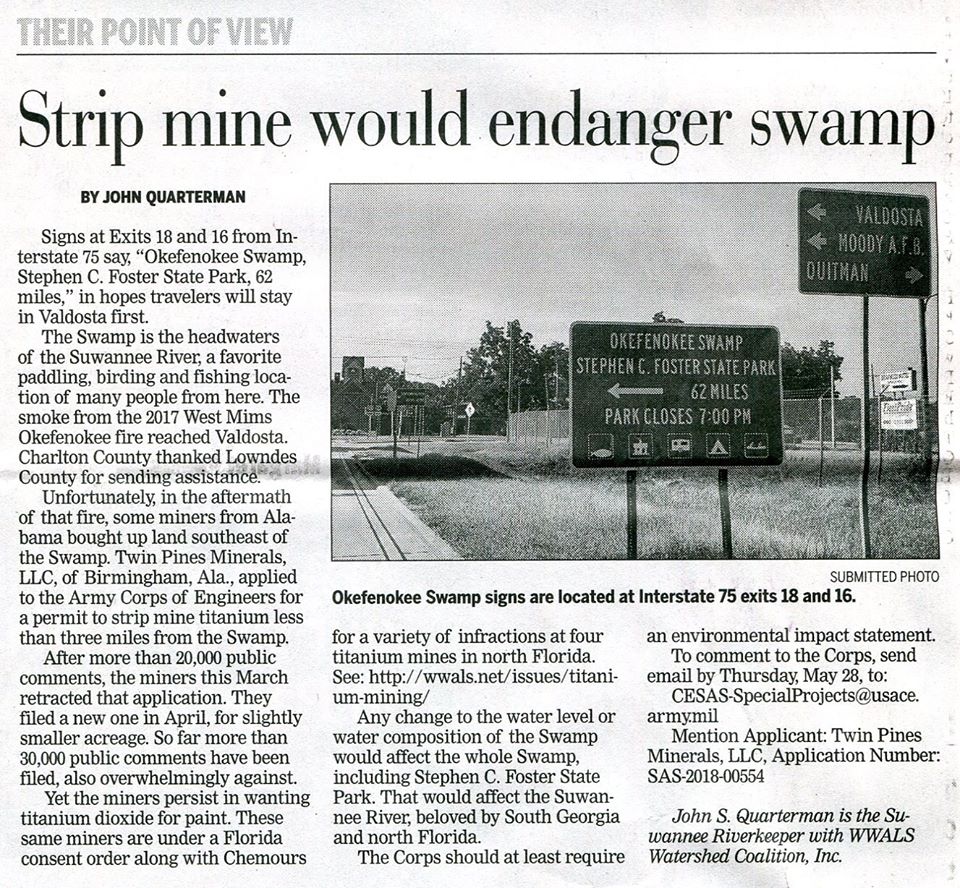 THEIR POINT OF VIEW
Strip mine would endanger swamp
BY JOHN QUARTERMAN
Signs at Exits 18 and 16 from In-
terstate 75 say, “Okefenokee Swamp,
Stephen C. Foster State Park, 62
miles,” in hopes travelers will stay
in Valdosta first.
The Swamp is the headwaters
of the Suwannee River, a favorite
paddling, birding and fishing loca-
tion of many people from here. The
smoke from the 2017 West Mims
Okefenokee fire reached Valdosta.
Charlton County thanked Lowndes
County for sending assistance.
Unfortunately, in the aftermath
of that fire, some miners from Ala-
bama bought up land southeast of
the Swamp. Twin Pines Minerals,
LLC, of Birmingham, Ala., applied
to the Army Corps of Engineers for
a permit to strip mine titanium less
than three miles from the Swamp.
After more than 20,000 public
comments, the miners this March
retracted that application. They
filed a new one in April, for slightly
smaller acreage. So far more than
30,000 public comments have been
filed, also overwhelmingly against.
Yet the miners persist in wanting
titanium dioxide for paint. These
same miners are under a Florida
consent order along with Chemours
VALDOSTA
MOODY A.F.B.
QUITMAN
OKEFENOKEE SWAMP
STEPHEN C. FOSTER STATE PARK
62 MILES
PARK CLOSES 7:00 PM
SUBMITTED PHOTO
Okefenokee Swamp signs are located at Interstate 75 exits 18 and 16.
for a variety of infractions at four
titanium mines in north Florida.
See: http://wwals.net/issues/titani-
um-mining/
Any change to the water level or
water composition of the Swamp
would affect the whole Swamp,
including Stephen C. Foster State
Park. That would affect the Suwan-
nee River, beloved by South Georgia
and north Florida.
The Corps should at least require
an environmental impact statement.
To comment to the Corps, send
email by Thursday, May 28, to:
CESAS-SpecialProjects@usace.
army.mil
Mention Applicant: Twin Pines
Minerals, LLC, Application Number:
SAS-2018-00554
John S. Quarterman is the Su-
wannee Riverkeeper with WWALS
Watershed Coalition, Inc.